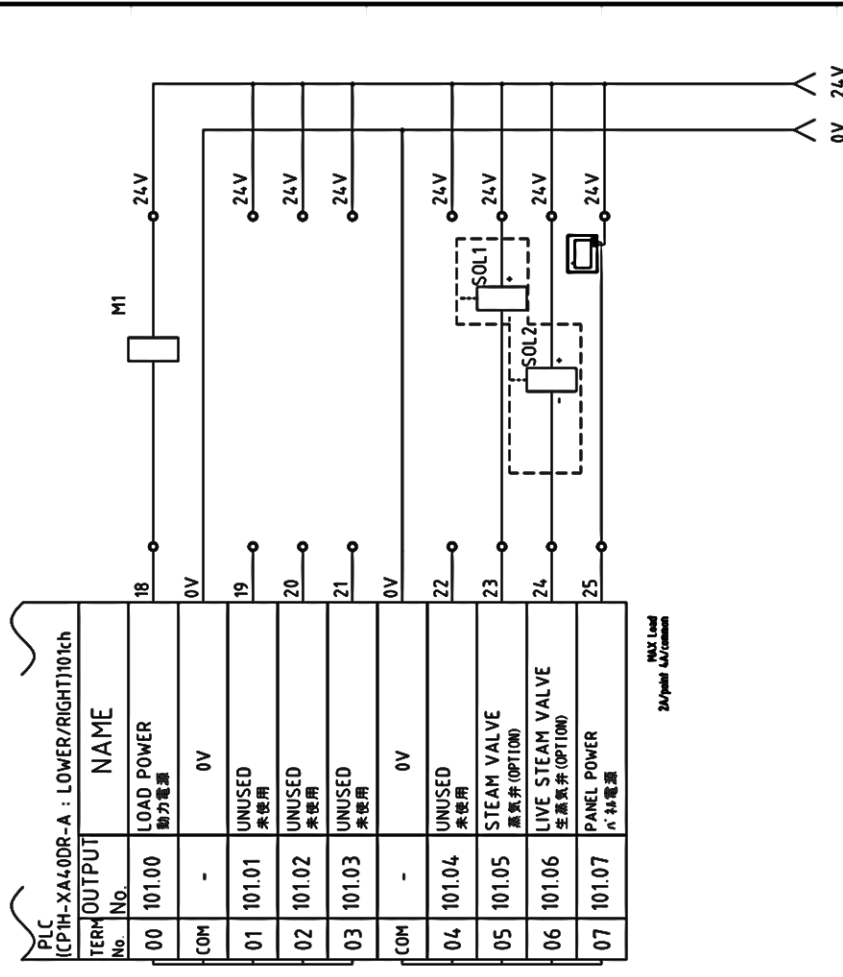 PLC
(CP1H-XA40DR-A : LOWER/RIGHT)101ch
TERM No.
OUTPUT No.
NAME
00 101.00 LOAD POWER
動力電源
COM - 0V
01 101.01 UNUSED
未使用
02 101.02 UNUSED
未使用
03 101.03 UNUSED
未使用
COM - 0V
04 101.04 UNUSED
未使用
05 101.05 STEAM VALVE
蒸気弁(OPTION)
06 101.06 LIVE STEAM VALVE
生蒸気弁(OPTION)
07 101.07 PANEL POWER
パネル電源
18
0V
19
20
21
0V
22
23
24
25
M1
SOL1
+
-
SOL2
+
-
24V
24V
24V
24V
24V
24V
24V
24V
24V
0V
MAX Load
2A/point 4A/common